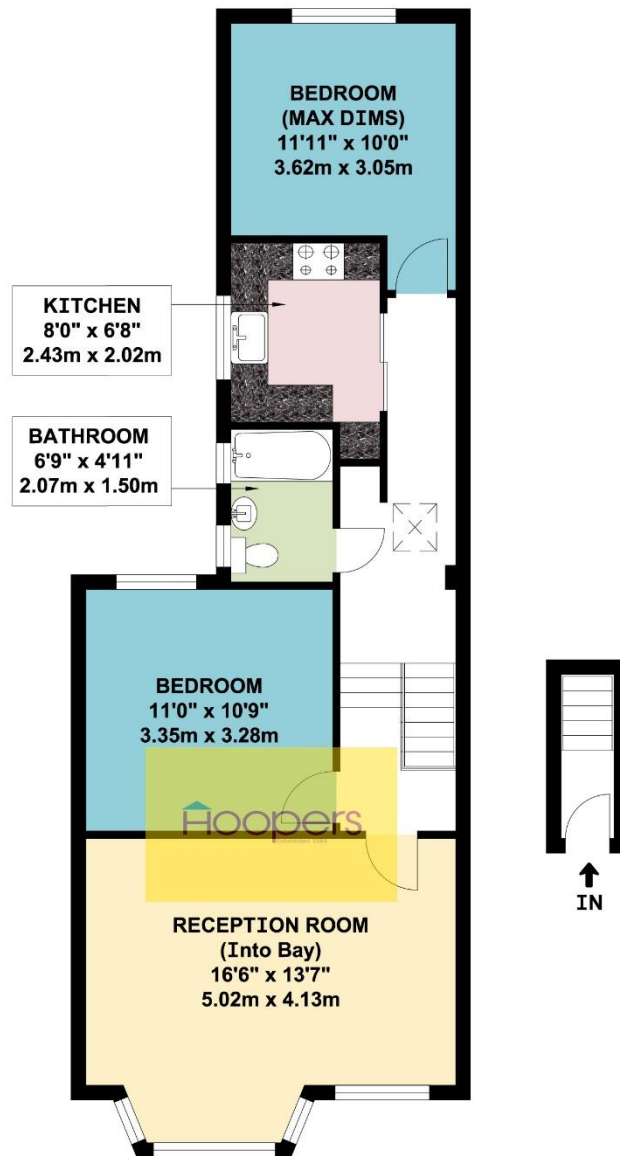 BEDROOM
(MAX DIMS)
11'11" x 10'0"
3.62m x 3.05m
KITCHEN
8'0" x 6'8"
2.43m x 2.02m
BATHROOM
6'9" x 4'11"
2.07m x 1.50m
BEDROOM
11'0" x 10'9"
3.35m x 3.28m
Hoopers
IN
RECEPTION ROOM
(Into Bay)
16'6" x 13'7"
5.02m x 4.13m